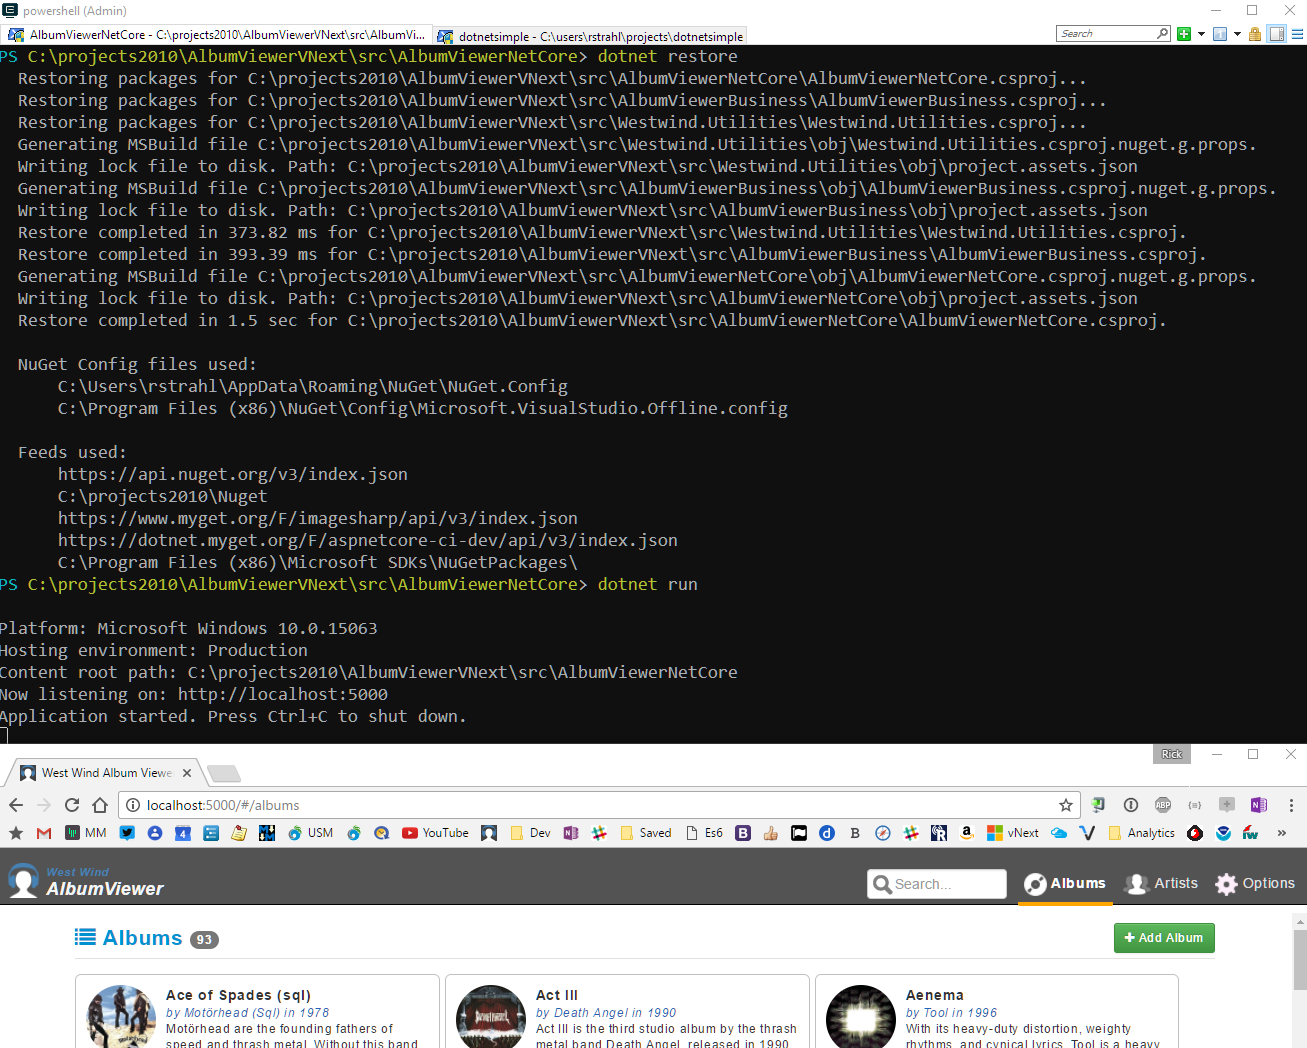 powershell (Admin)
AlbumViewerNetCore - C:\projects2010\AlbumViewerVNext\src\AlbumVi...
dotnetsimple - C:\users\rstrahl\projects\dotnetsimple
Search
PS C:\projects2010\AlbumViewerVNext\src\AlbumViewerNetCore> dotnet restore
Restoring packages for C:\projects2010\AlbumViewerVNext\src\AlbumViewerNetCore\AlbumViewerNetCore.csproj...
Restoring packages for C:\projects2010\AlbumViewerVNext\src\AlbumViewerBusiness\AlbumViewerBusiness.csproj...
Restoring packages for C:\projects2010\AlbumViewerVNext\src\Westwind.Utilities\Westwind.Utilities.csproj...
Generating MSBuild file C:\projects2010\AlbumViewerVNext\src\Westwind.Utilities\obj\Westwind.Utilities.csproj.nuget.g.props.
Writing lock file to disk. Path: C:\projects2010\AlbumViewerVNext\src\Westwind.Utilities\obj\project.assets.json
Generating MSBuild file C:\projects2010\AlbumViewerVNext\src\AlbumViewerBusiness\obj\AlbumViewerBusiness.csproj.nuget.g.props.
Writing lock file to disk. Path: C:\projects2010\AlbumViewerVNext\src\AlbumViewerBusiness\obj\project.assets.json
Restore completed in 373.82 ms for C:\projects2010\AlbumViewerVNext\src\Westwind.Utilities\Westwind.Utilities.csproj.
Restore completed in 393.39 ms for C:\projects2010\AlbumViewerVNext\src\AlbumViewerBusiness\AlbumViewerBusiness.csproj.
Generating MSBuild file C:\projects2010\AlbumViewerVNext\src\AlbumViewerNetCore\obj\AlbumViewerNetCore.csproj.nuget.g.props.
Writing lock file to disk. Path: C:\projects2010\AlbumViewerVNext\src\AlbumViewerNetCore\obj\project.assets.json
Restore completed in 1.5 sec for C:\projects2010\AlbumViewerVNext\src\AlbumViewerNetCore\AlbumViewerNetCore.csproj.
NuGet Config files used:
C:\Users\rstrahl\AppData\Roaming\NuGet\NuGet.Config
C:\Program Files (x86)\NuGet\Config\Microsoft.VisualStudio.Offline.config
Feeds used:
https://api.nuget.org/v3/index.json
C:\projects2010\Nuget
https://www.myget.org/F/imagesharp/api/v3/index.json
https://dotnet.myget.org/F/aspnetcore-ci-dev/api/v3/index.json
C:\Program Files (x86)\Microsoft SDKs\NuGetPackages\
PS C:\projects2010\AlbumViewerVNext\src\AlbumViewerNetCore> dotnet run
Platform: Microsoft Windows 10.0.15063
Hosting environment: Production
Content root path: C:\projects2010\AlbumViewerVNext\src\AlbumViewerNetCore
Now listening on: http://localhost:5000
Application started. Press Ctrl+C to shut down.
Rick
West Wind Album Viewe
localhost:5000/#/albums
ABP
MM
4
USM
YouTube
Dev
Saved
Es6
B
B
vNext
Analytics
West Wind
AlbumViewer
Search...
Albums
Artists
Options
Albums 93
Add Album
Ace of Spades (sql)
by Motörhead (Sql) in 1978
Motörhead are the founding fathers of
speed and thrash metal. Without this band
Act III
by Death Angel in 1990
Act III is the third studio album by the thrash
metal band Death Angel, released in 1990
Aenema
by Tool in 1996
With its heavy-duty distortion, weighty
rhythms, and cynical lyrics, Tool is a heavy